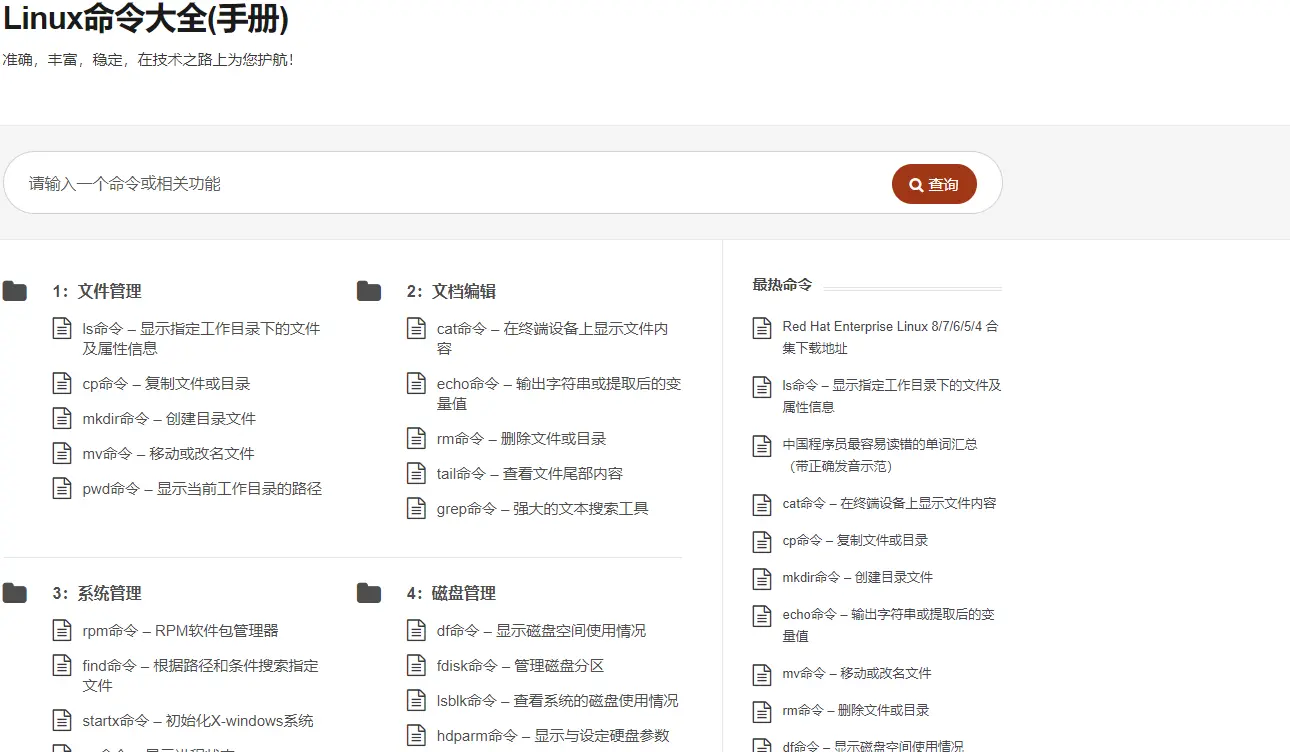 Linux命令大全(手册)
准确，丰富，稳定，在技术之路上为您护航！
请输入一个命令或相关功能
查询
1：文件管理
ls命令 – 显示指定工作目录下的文件
及属性信息
cp命令 – 复制文件或目录
mkdir命令 – 创建目录文件
mv命令 – 移动或改名文件
pwd命令 – 显示当前工作目录的路径
2：文档编辑
cat命令 – 在终端设备上显示文件内
容
echo命令 – 输出字符串或提取后的变
量值
rm命令 – 删除文件或目录
tail命令 – 查看文件尾部内容
grep命令 – 强大的文本搜索工具
3：系统管理
rpm命令 – RPM软件包管理器
find命令 – 根据路径和条件搜索指定
文件
startx命令 – 初始化X-windows系统
4：磁盘管理
df命令 – 显示磁盘空间使用情况
fdisk命令 – 管理磁盘分区
lsblk命令 – 查看系统的磁盘使用情况
hdparm命令 – 显示与设定硬盘参数
最热命令
Red Hat Enterprise Linux 8/7/6/5/4 合
集下载地址
ls命令 – 显示指定工作目录下的文件及
属性信息
中国程序员最容易读错的单词汇总
（带正确发音示范）
cat命令 – 在终端设备上显示文件内容
cp命令 – 复制文件或目录
mkdir命令 – 创建目录文件
echo命令 – 输出字符串或提取后的变
量值
mv命令 – 移动或改名文件
rm命令 – 删除文件或目录
df命令 – 显示磁盘空间使用情况